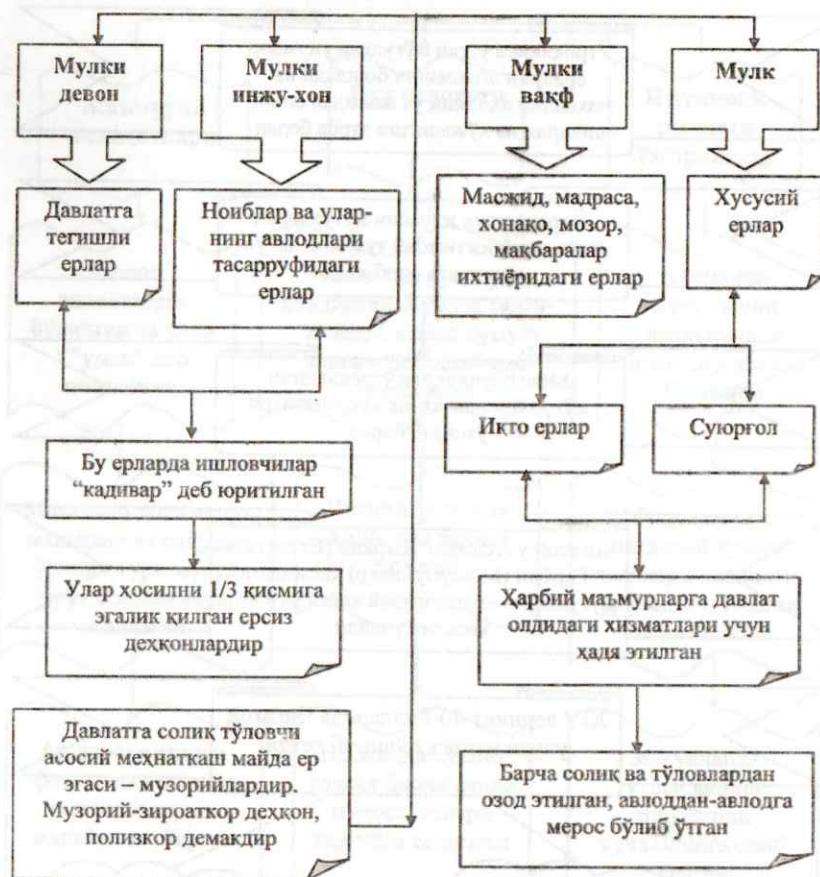 Мулки
девон
Мулки
инжу-хон
Мулки
вақф
Мулк
Давлатга
тегишли
ерлар
Ноиблар ва улар-
нинг авлодлари
тасарруфидаги
ерлар
Масжид, мадраса,
хонақо, мозор,
мақбаралар
ихтиёридаги ерлар
Хусусий
ерлар
Иқто ерлар
Суюрғол
Бу ерларда ишловчилар
“кадивар” деб юритилган
Улар ҳосилни 1/3 қисмига
эгалик қилган ерсиз
деҳқонлардир
Ҳарбий маъмурларга давлат
олдидаги хизматлари учун
ҳадя этилган
Давлатга солиқ тўловчи
асосий меҳнаткаш майда ер
эгаси – музорийлардир.
Музорий-зироаткор деҳқон,
полизкор демакдир
Барча солиқ ва тўловлардан
озод этилган, авлоддан-авлодга
мерос бўлиб ўтган